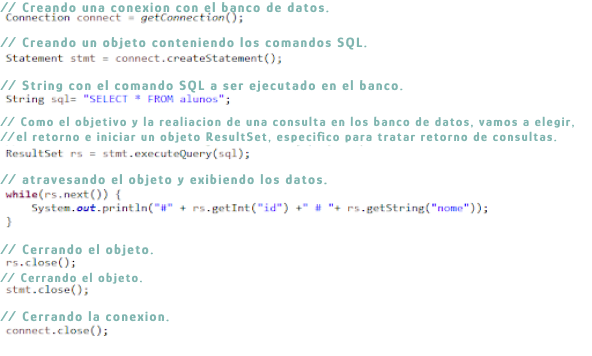 // Creando una conexion con el banco de datos.
Connection connect = getConnection();
// Creando un objeto conteniendo los comandos SQL.
Statement stmt = connect.createStatement();
// String con el comando SQL a ser ejecutado en el banco.
String sql= "SELECT * FROM alunos";
// Como el objetivo y la realiacion de una consulta en los banco de datos, vamos a elegir,
//el retorno e iniciar un objeto ResultSet, especifico para tratar retorno de consultas.
ResultSet rs = stmt.executeQuery(sql);
// atravesando el objeto y exibiendo los datos.
while(rs.next()) {
System.out.println("#" + rs.getInt("id") +" # "+ rs.getString("nome"));
}
// Cerrando el objeto.
rs.close();
// Cerrando el objeto.
stmt.close();
// Cerrando la conexion.
connect.close();